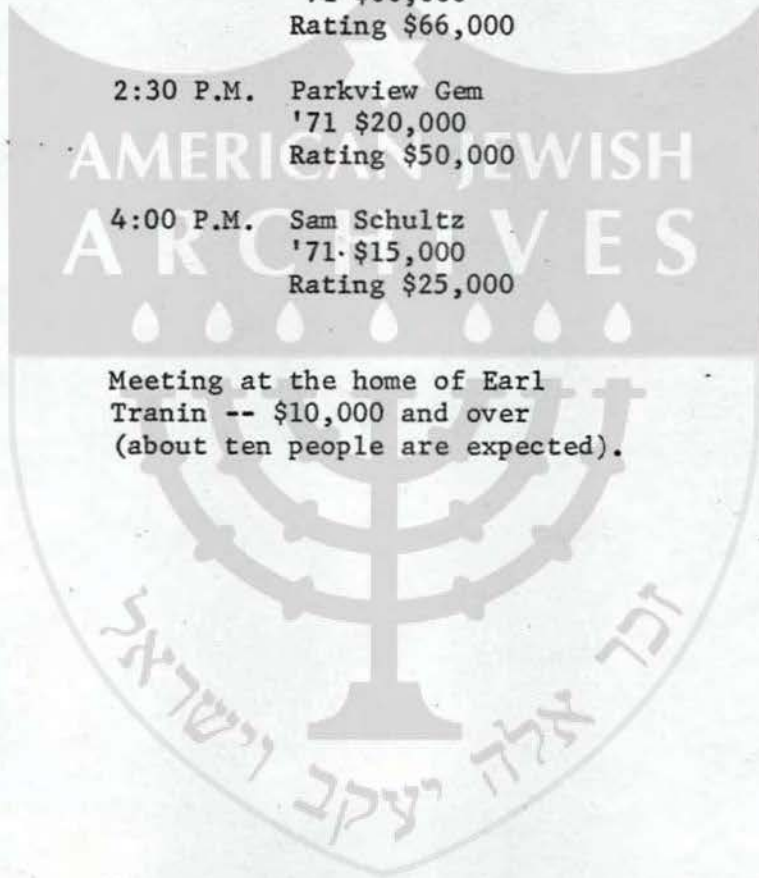 Rating $66,000
2:30 P.M. Parkview Gem
'71 $20,000
Rating $50,000
AMERICAN JEWISH
ARCHIVES
4:00 P.M. Sam Schultz
'71 $15,000
Rating $25,000
Meeting at the home of Earl
Tranin -- $10,000 and over
(about ten people are expected).
זכר אלה יעקב וישראל